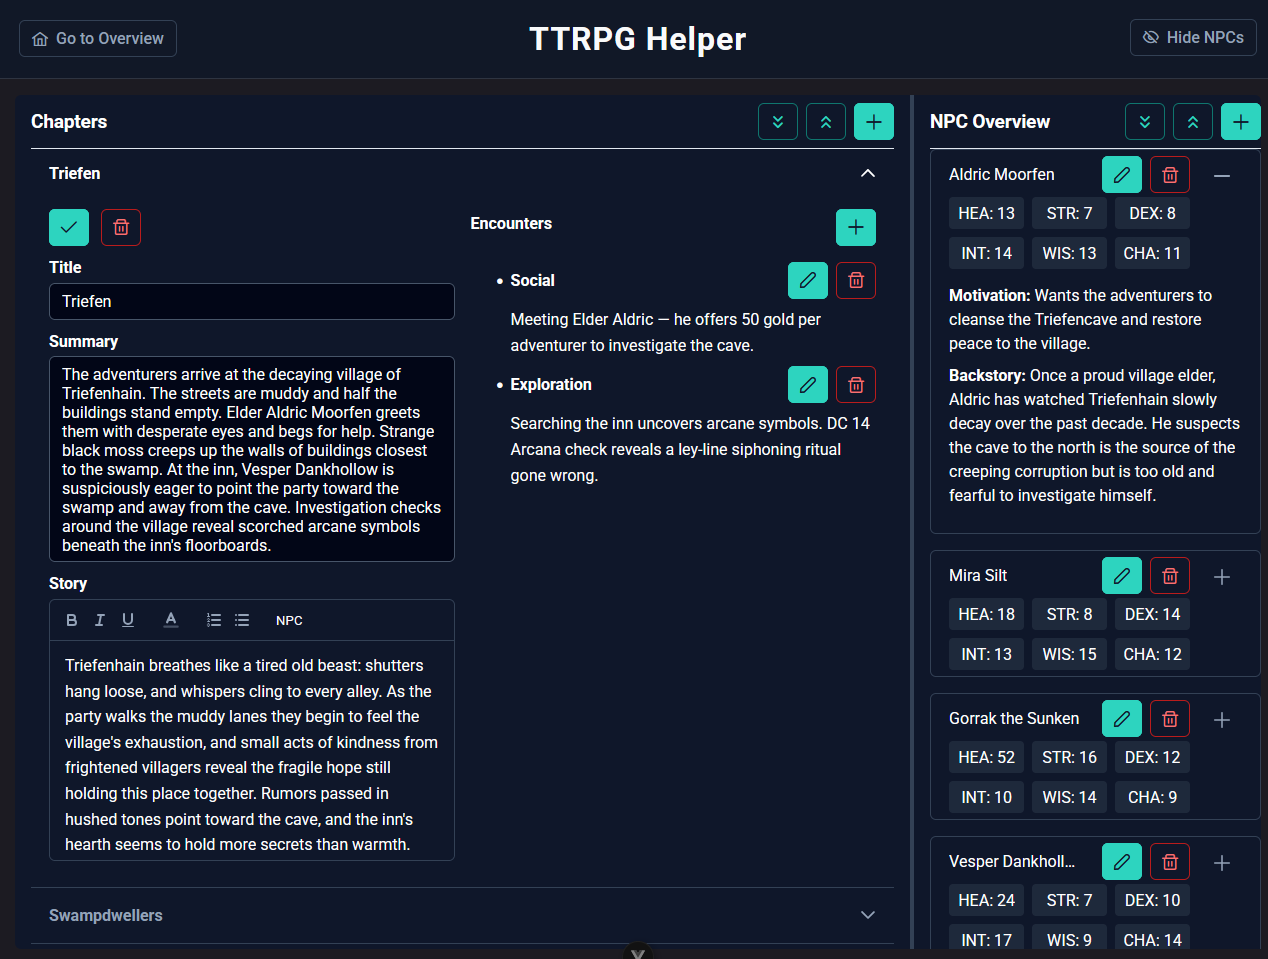 Go to Overview
TTRPG Helper
Hide NPCs
Chapters
Triefen
Title
Triefen
Summary
The adventurers arrive at the decaying village of
Triefenhain. The streets are muddy and half the
buildings stand empty. Elder Aldric Moorfen greets
them with desperate eyes and begs for help. Strange
black moss creeps up the walls of buildings closest
to the swamp. At the inn, Vesper Dankhollow is
suspiciously eager to point the party toward the
swamp and away from the cave. Investigation checks
around the village reveal scorched arcane symbols
beneath the inn's floorboards.
Story
B I U A NPC
Triefenhain breathes like a tired old beast: shutters
hang loose, and whispers cling to every alley. As the
party walks the muddy lanes they begin to feel the
village's exhaustion, and small acts of kindness from
frightened villagers reveal the fragile hope still
holding this place together. Rumors passed in
hushed tones point toward the cave, and the inn's
hearth seems to hold more secrets than warmth.
Encounters
• Social
Meeting Elder Aldric — he offers 50 gold per
adventurer to investigate the cave.
• Exploration
Searching the inn uncovers arcane symbols. DC 14
Arcana check reveals a ley-line siphoning ritual
gone wrong.
Swampdwellers
NPC Overview
Aldric Moorfen
HEA: 13 STR: 7 DEX: 8
INT: 14 WIS: 13 CHA: 11
Motivation: Wants the adventurers to
cleanse the Triefencave and restore
peace to the village.
Backstory: Once a proud village elder,
Aldric has watched Triefenhain slowly
decay over the past decade. He suspects
the cave to the north is the source of the
creeping corruption but is too old and
fearful to investigate himself.
Mira Silt
HEA: 18 STR: 8 DEX: 14
INT: 13 WIS: 15 CHA: 12
Gorrak the Sunken
HEA: 52 STR: 16 DEX: 12
INT: 10 WIS: 14 CHA: 9
Vesper Dankholl...
HEA: 24 STR: 7 DEX: 10
INT: 17 WIS: 9 CHA: 14